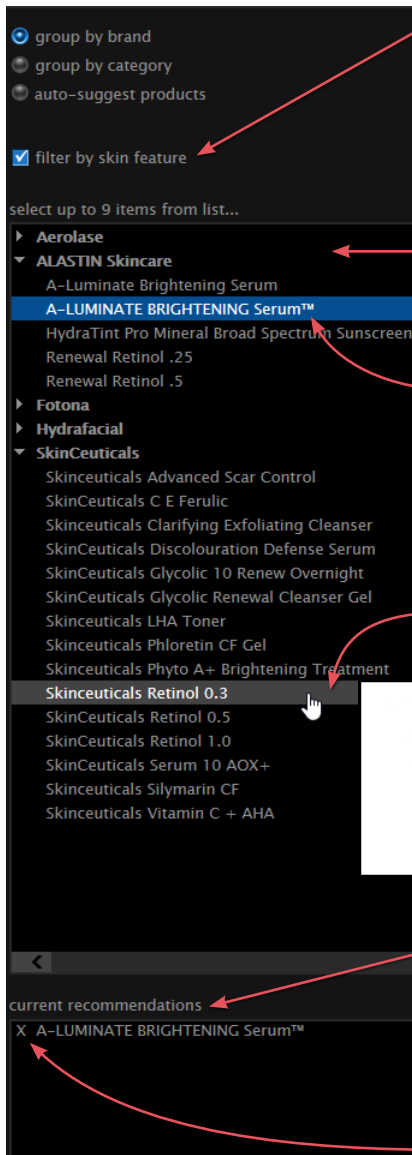 group by brand
group by category
auto-suggest products
filter by skin feature
select up to 9 items from list...
Aerolase
ALASTIN Skincare
A-Luminate Brightening Serum
A-LUMINATE BRIGHTENING Serum™
HydraTint Pro Mineral Broad Spectrum Sunscreen
Renewal Retinol .25
Renewal Retinol .5
Fotona
Hydrafacial
SkinCeuticals
Skinceuticals Advanced Scar Control
SkinCeuticals C E Ferulic
Skinceuticals Clarifying Exfoliating Cleanser
SkinCeuticals Discolouration Defense Serum
SkinCeuticals Glycolic 10 Renew Overnight
SkinCeuticals Glycolic Renewal Cleanser Gel
Skinceuticals LHA Toner
Skinceuticals Phloretin CF Gel
Skinceuticals Phyto A+ Brightening Treatment
Skinceuticals Retinol 0.3
SkinCeuticals Retinol 0.5
SkinCeuticals Retinol 1.0
SkinCeuticals Serum 10 AOX+
Skinceuticals Silymarin CF
Skinceuticals Vitamin C + AHA
current recommendations
X A-LUMINATE BRIGHTENING Serum™